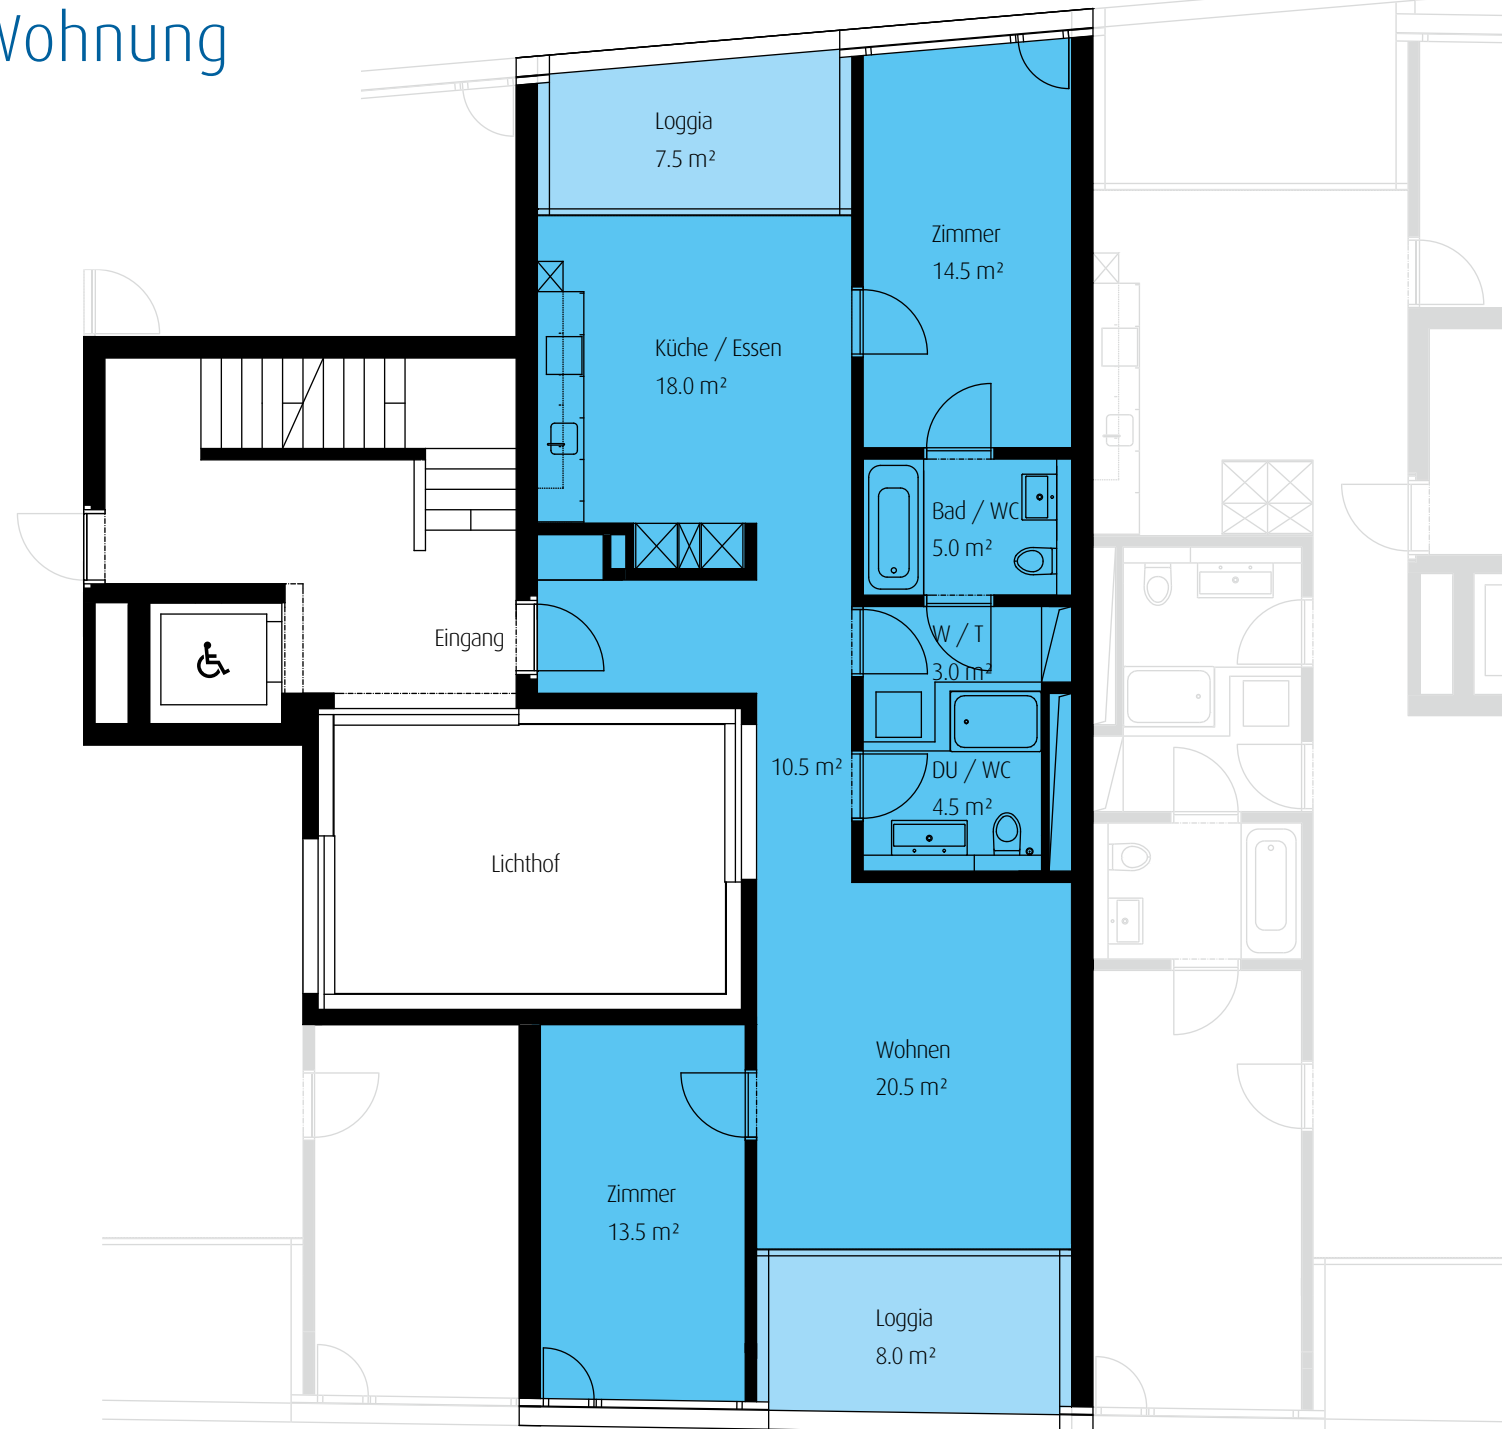 Wohnung
Loggia
7.5 m²
Zimmer
14.5 m²
Küche / Essen
18.0 m²
Bad / WC
5.0 m²
Eingang
W / T
3.0 m²
10.5 m²
DU / WC
4.5 m²
Lichthof
Wohnen
20.5 m²
Zimmer
13.5 m²
Loggia
8.0 m²